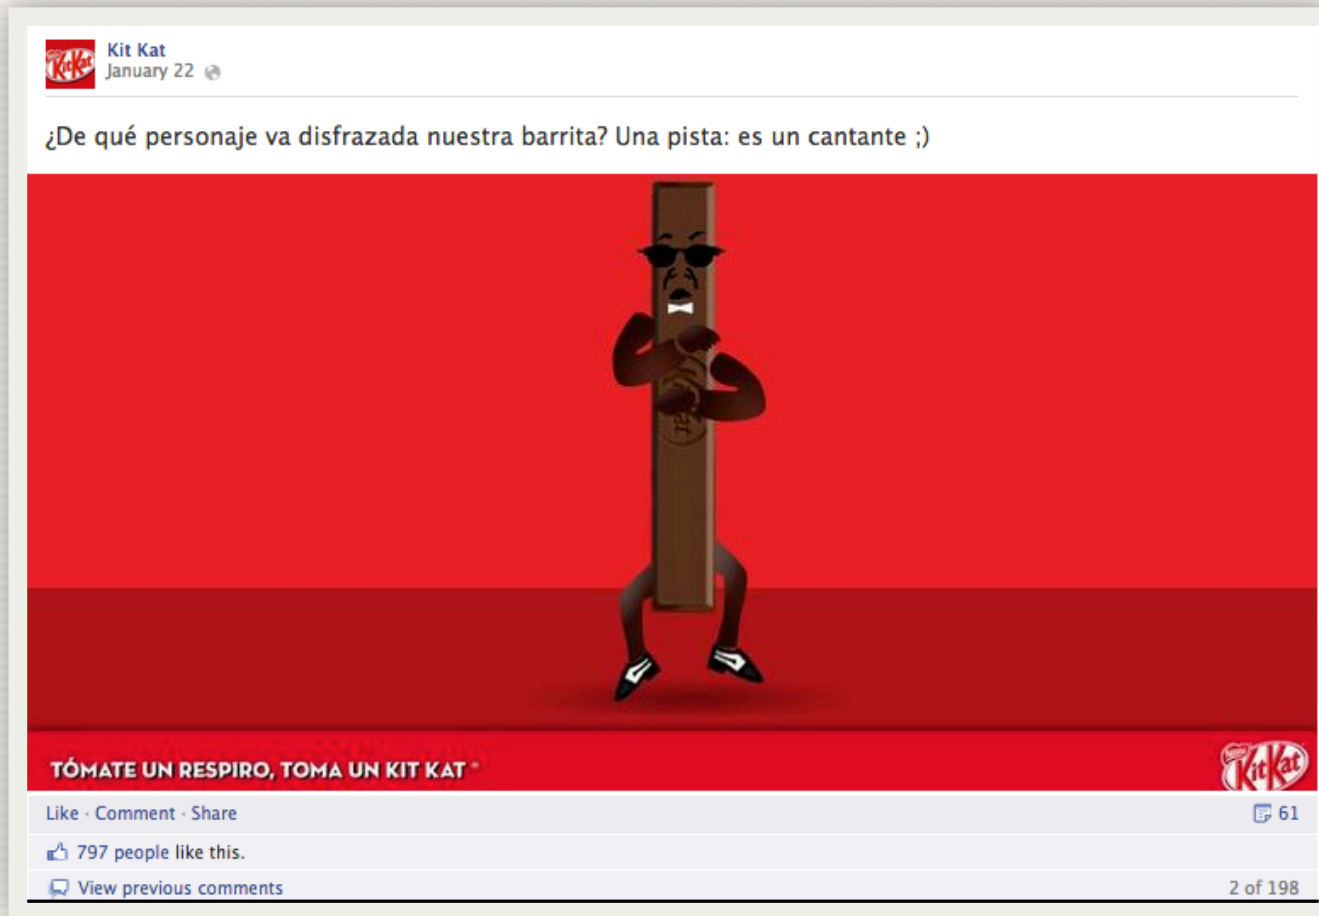 Kit Kat
January 22
¿De qué personaje va disfrazada nuestra barrita? Una pista: es un cantante ;)
TÓMATE UN RESPIRO, TOMA UN KIT KAT
Nestlé
KitKat
Like · Comment · Share
61
797 people like this.
View previous comments
2 of 198